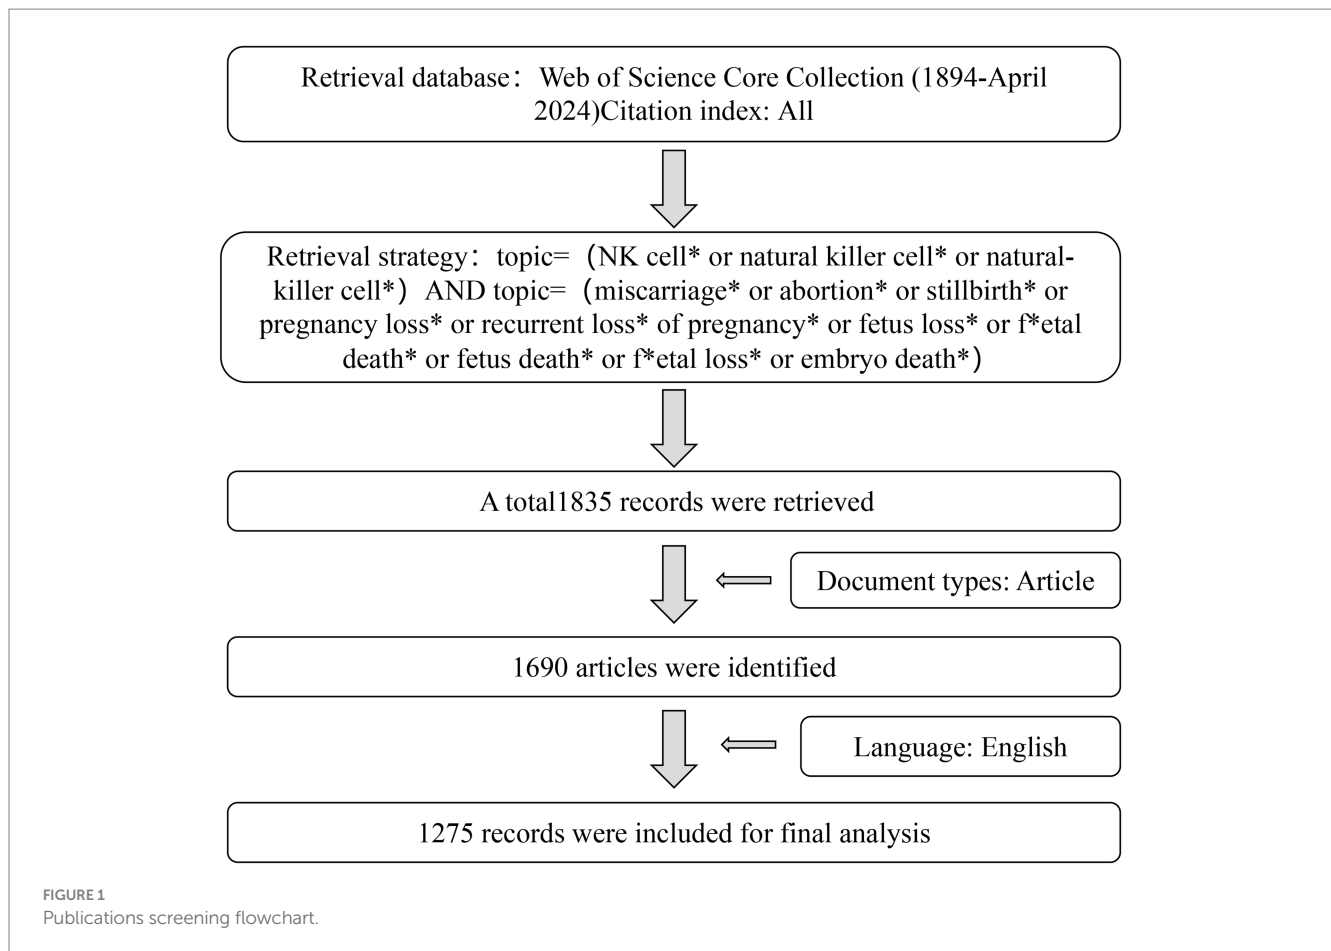 Retrieval database： Web of Science Core Collection (1894-April
2024)Citation index: All
Retrieval strategy：topic=（NK cell* or natural killer cell* or natural-
killer cell*）AND topic=（miscarriage* or abortion* or stillbirth* or
pregnancy loss* or recurrent loss* of pregnancy* or fetus loss* or f*etal
death* or fetus death* or f*etal loss* or embryo death*）
A total1835 records were retrieved
Document types: Article
1690 articles were identified
Language: English
1275 records were included for final analysis
FIGURE 1
Publications screening flowchart.